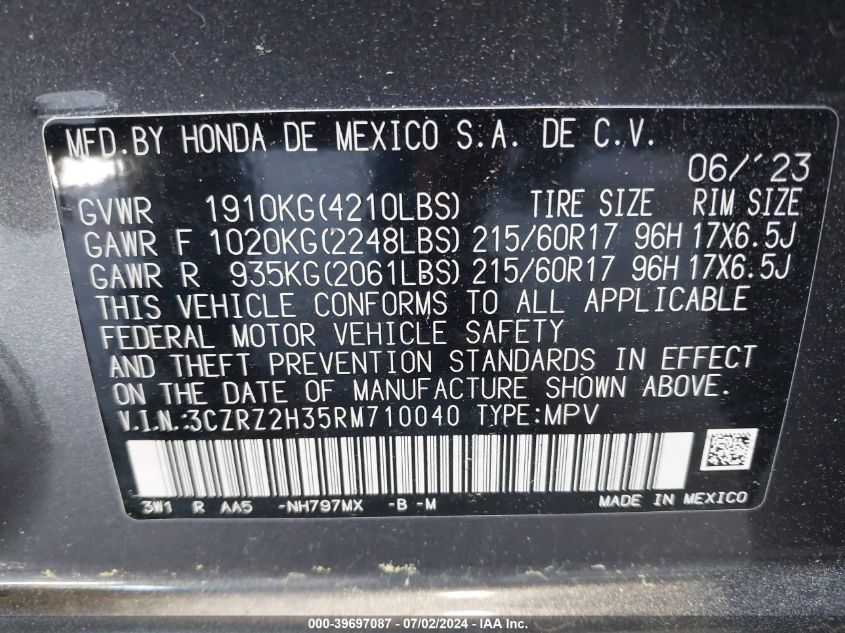 MFD.BY HONDA DE MEXICO S.A. DE C.V.
06/'23
GVWR 1910KG(4210LBS) TIRE SIZE RIM SIZE
GAWR F 1020KG(2248LBS) 215/60R17 96H 17X6.5J
GAWR R 935KG(2061LBS) 215/60R17 96H 17X6.5J
THIS VEHICLE CONFORMS TO ALL APPLICABLE
FEDERAL MOTOR VEHICLE SAFETY
AND THEFT PREVENTION STANDARDS IN EFFECT
ON THE DATE OF MANUFACTURE SHOWN ABOVE.
V.I.N.:3CZRZ2H35RM710040 TYPE:MPV
3W1 R AA5 -NH797MX -B -M MADE IN MEXICO
000-39697087 - 07/02/2024 - IAA, Inc.